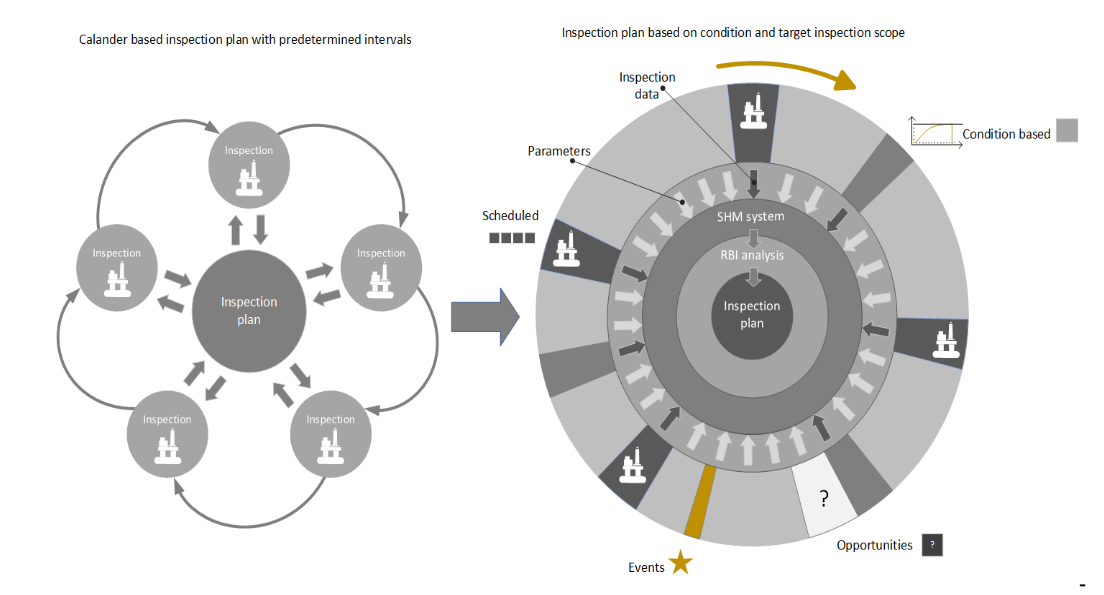 Calander based inspection plan with predetermined intervals
Inspection
Inspection
Inspection
Inspection
plan
Inspection
Inspection
Inspection plan based on condition and target inspection scope
Inspection
data
Parameters
Condition based
Scheduled
SHM system
RBI analysis
Inspection
plan
?
Opportunities
?
Events
-